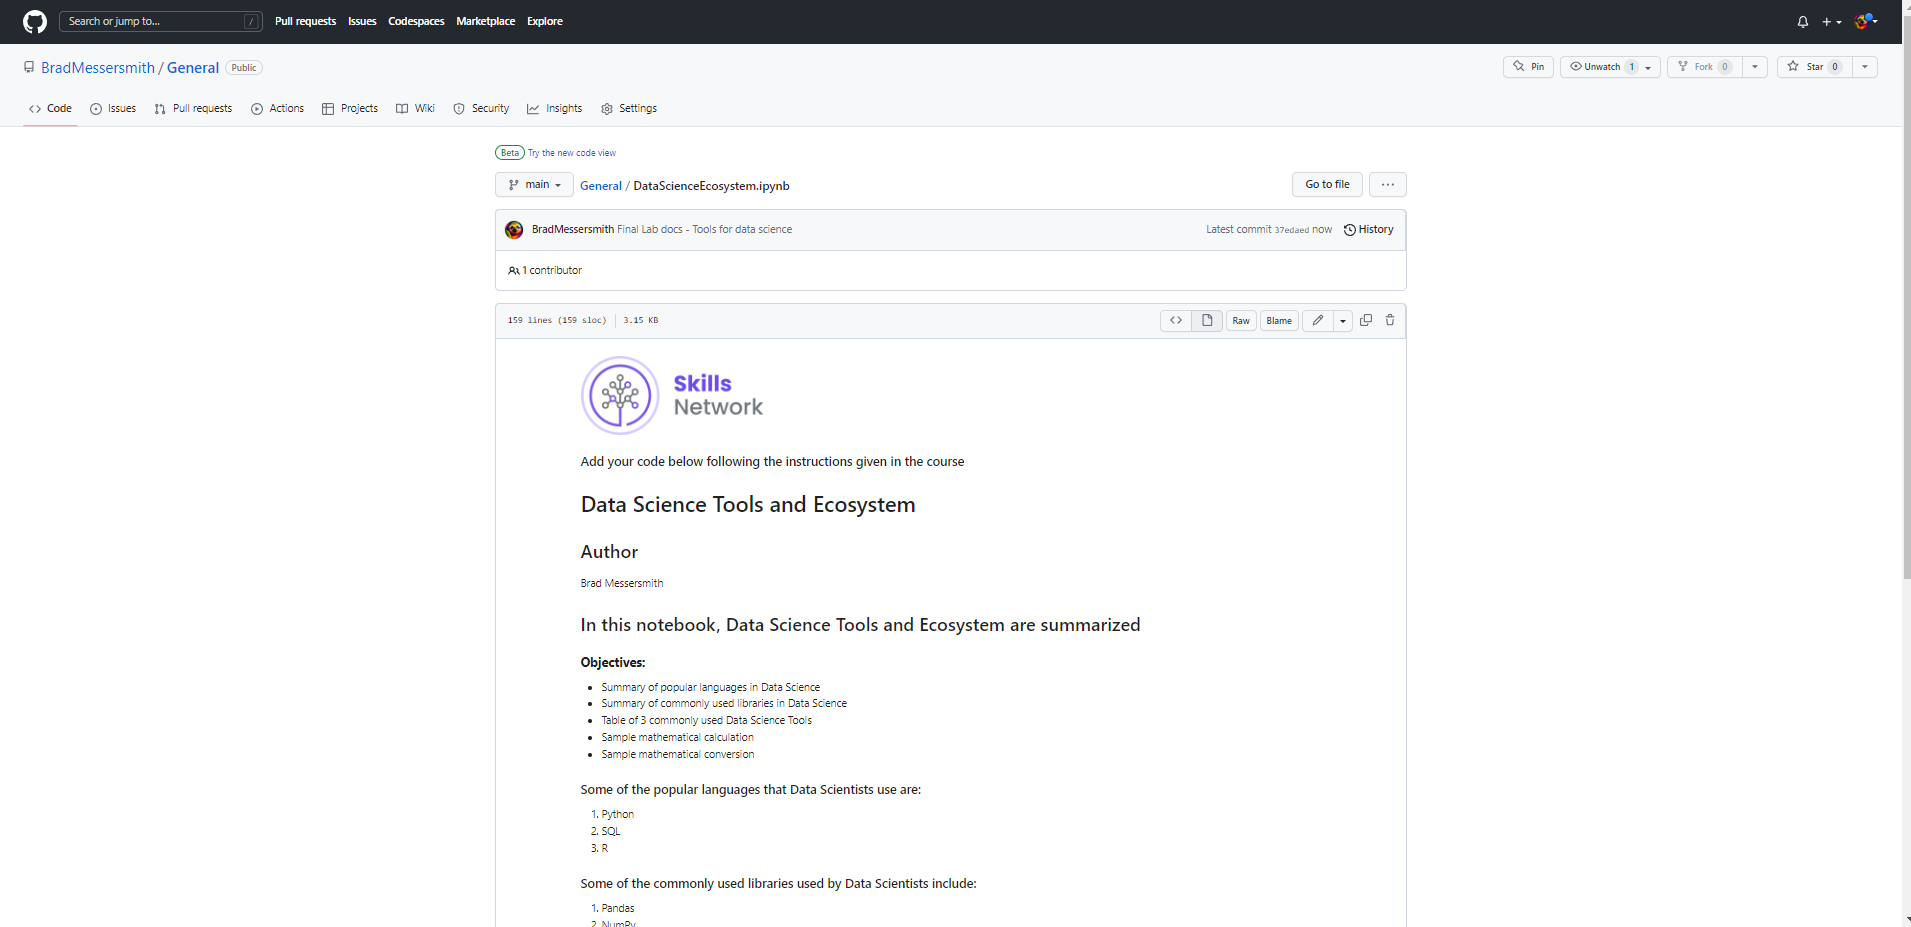 Search or jump to... /
Pull requests Issues Codespaces Marketplace Explore
BradMessersmith / General Public
Pin Unwatch 1 Fork 0 Star 0
Code Issues Pull requests Actions Projects Wiki Security Insights Settings
Beta Try the new code view
main General / DataScienceEcosystem.ipynb Go to file ...
BradMessersmith Final Lab docs - Tools for data science Latest commit 37edaed now History
1 contributor
159 lines (159 sloc) 3.15 KB Raw Blame
Skills
Network
Add your code below following the instructions given in the course
Data Science Tools and Ecosystem
Author
Brad Messersmith
In this notebook, Data Science Tools and Ecosystem are summarized
Objectives:
• Summary of popular languages in Data Science
• Summary of commonly used libraries in Data Science
• Table of 3 commonly used Data Science Tools
• Sample mathematical calculation
• Sample mathematical conversion
Some of the popular languages that Data Scientists use are:
1. Python
2. SQL
3. R
Some of the commonly used libraries used by Data Scientists include:
1. Pandas
2. NumPy